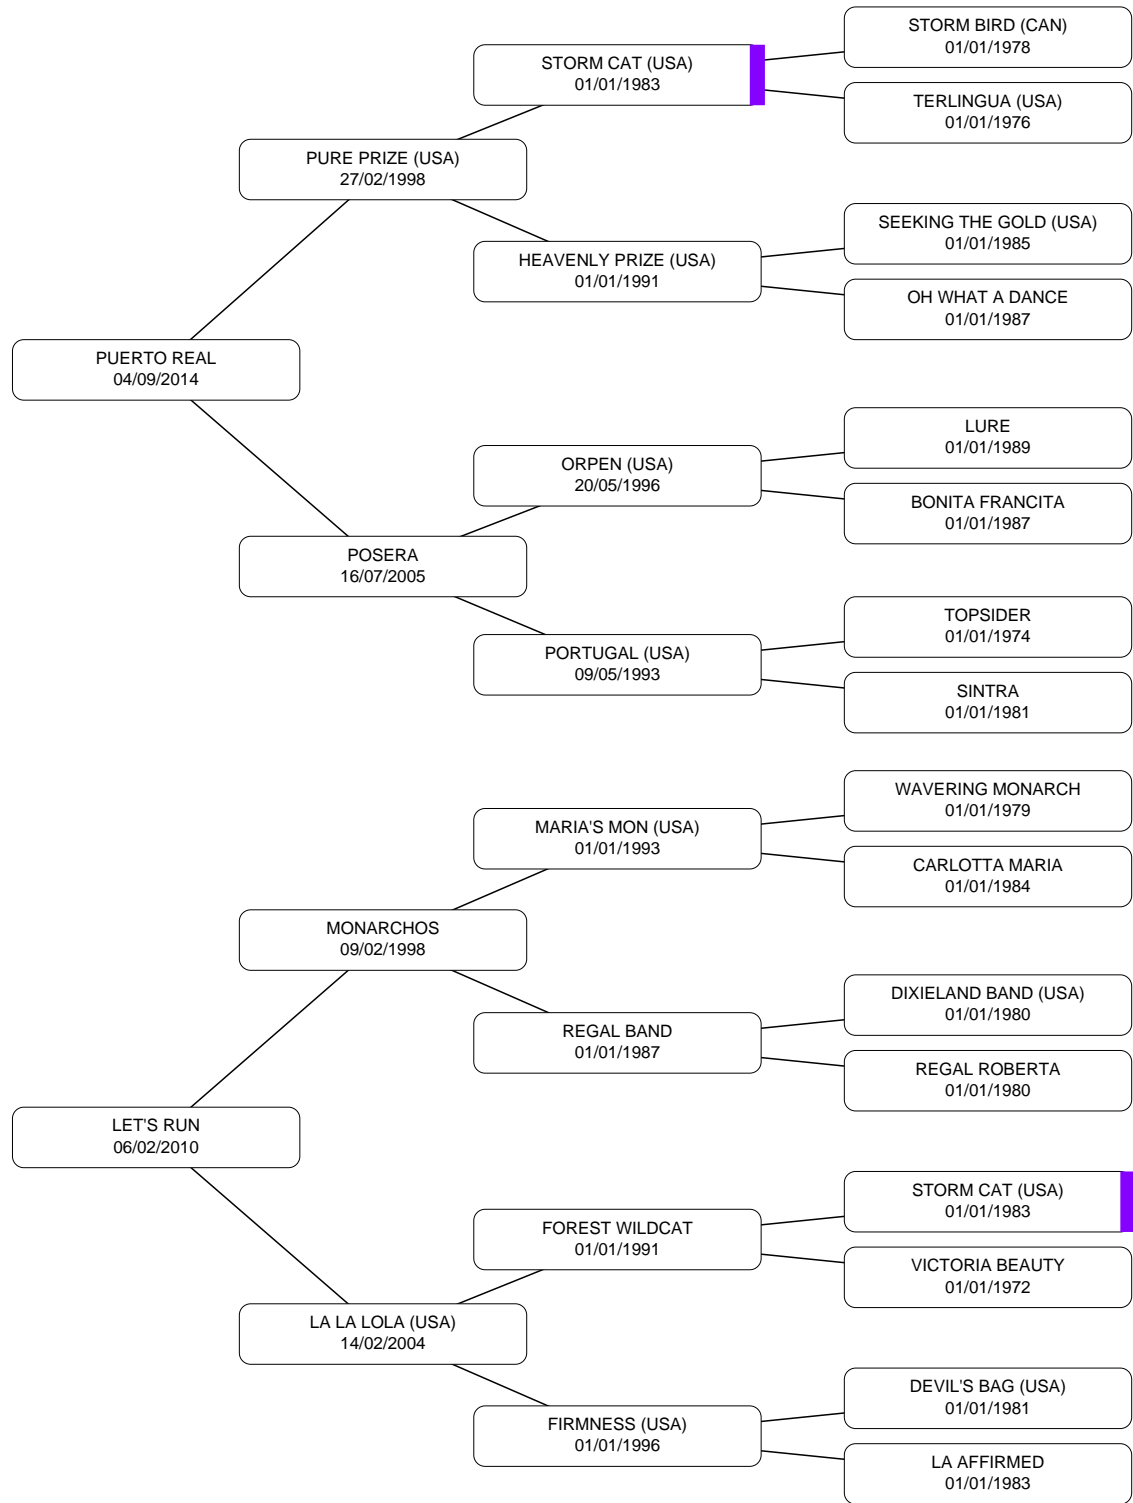 STORM BIRD (CAN)
01/01/1978
STORM CAT (USA)
01/01/1983
TERLINGUA (USA)
01/01/1976
PURE PRIZE (USA)
27/02/1998
SEEKING THE GOLD (USA)
01/01/1985
HEAVENLY PRIZE (USA)
01/01/1991
OH WHAT A DANCE
01/01/1987
PUERTO REAL
04/09/2014
LURE
01/01/1989
ORPEN (USA)
20/05/1996
BONITA FRANCITA
01/01/1987
POSERA
16/07/2005
TOPSIDER
01/01/1974
PORTUGAL (USA)
09/05/1993
SINTRA
01/01/1981
WAVERING MONARCH
01/01/1979
MARIA'S MON (USA)
01/01/1993
CARLOTTA MARIA
01/01/1984
MONARCHOS
09/02/1998
DIXIELAND BAND (USA)
01/01/1980
REGAL BAND
01/01/1987
REGAL ROBERTA
01/01/1980
LET'S RUN
06/02/2010
STORM CAT (USA)
01/01/1983
FOREST WILDCAT
01/01/1991
VICTORIA BEAUTY
01/01/1972
LA LA LOLA (USA)
14/02/2004
DEVIL'S BAG (USA)
01/01/1981
FIRMNESS (USA)
01/01/1996
LA AFFIRMED
01/01/1983